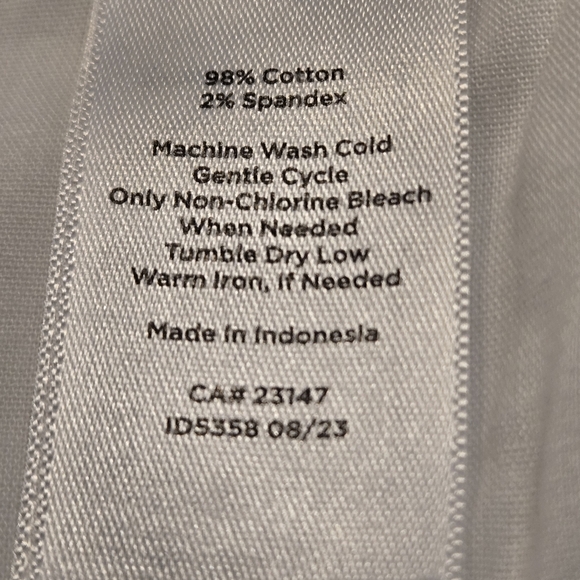 98% Cotton
2% Spandex
Machine Wash Cold
Gentle Cycle
Only Non-Chlorine Bleach
When Needed
Tumble Dry Low
Warm Iron, If Needed
Made In Indonesia
CA# 23147
ID5358 08/23